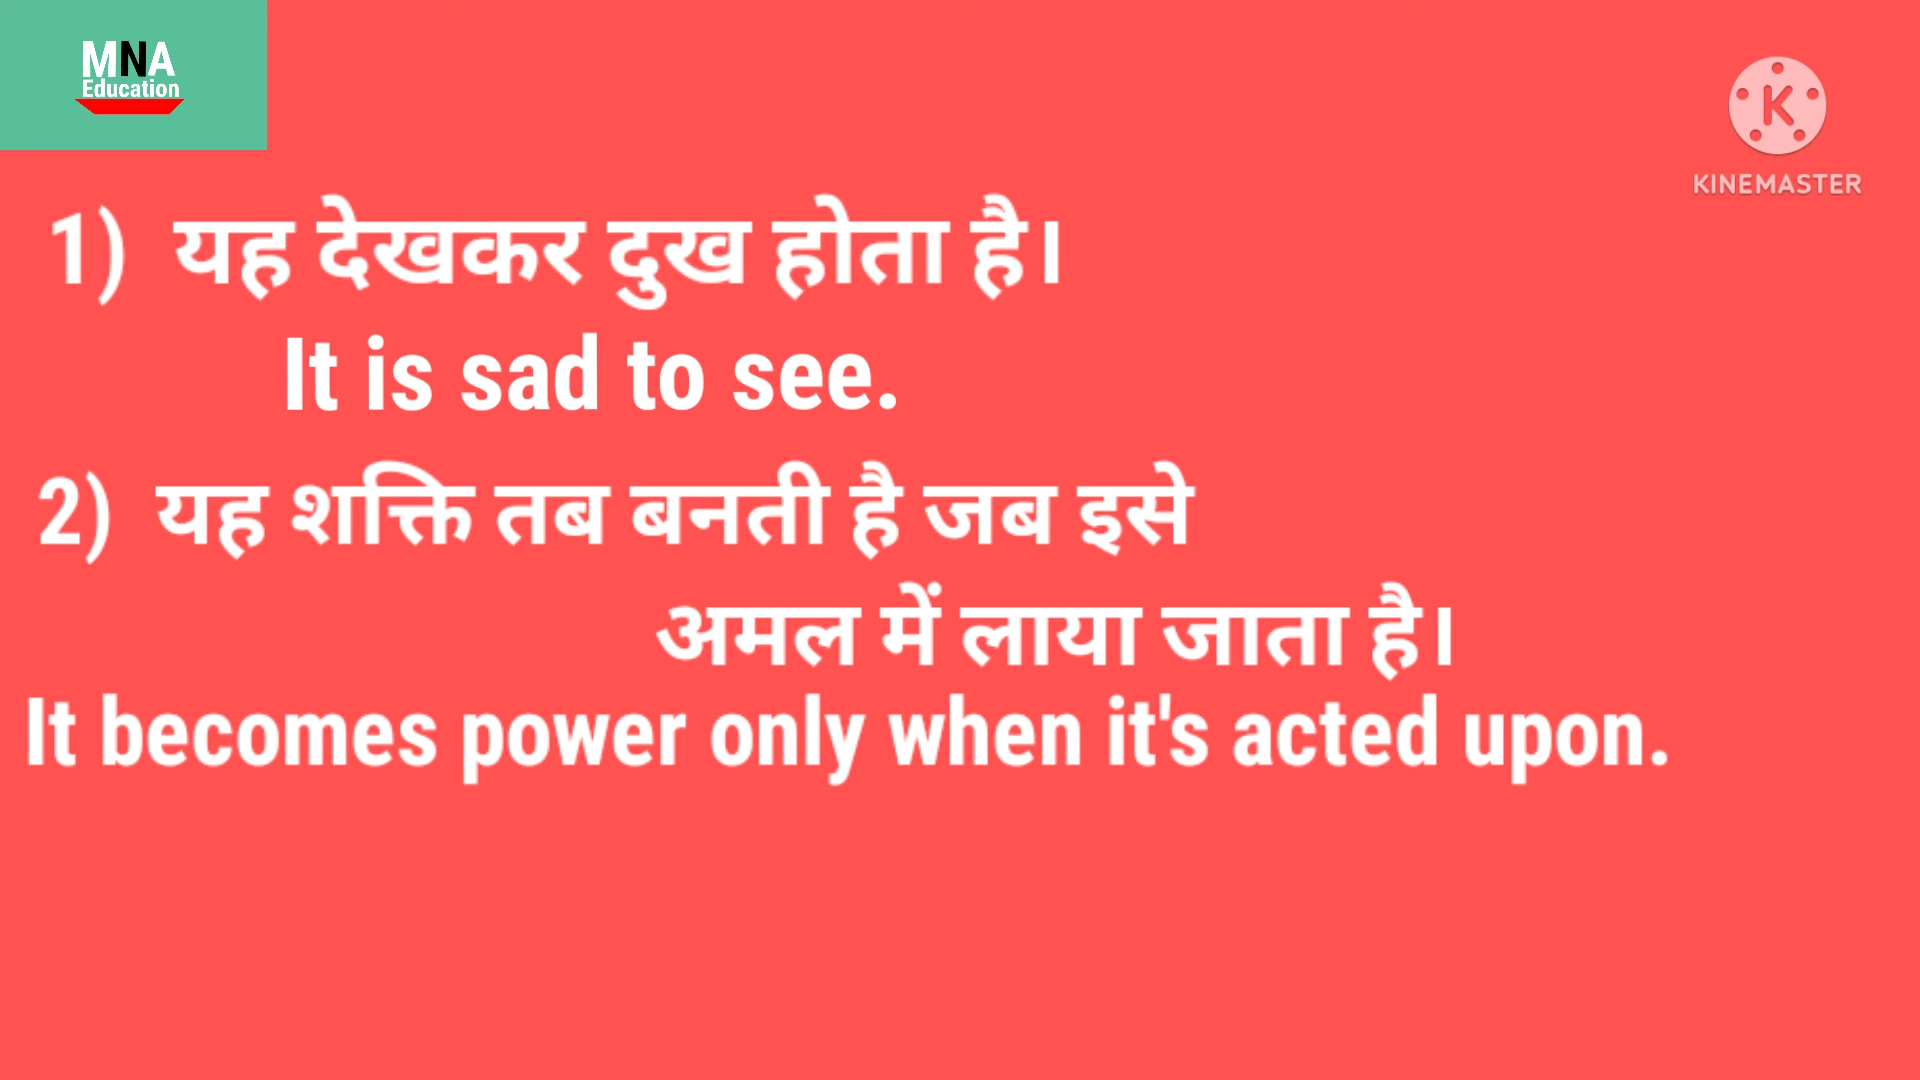 MNA
Education
KINEMASTER
1) यह देखकर दुख होता है।
It is sad to see.
2) यह शक्ति तब बनती है जब इसे
अमल में लाया जाता है।
It becomes power only when it's acted upon.